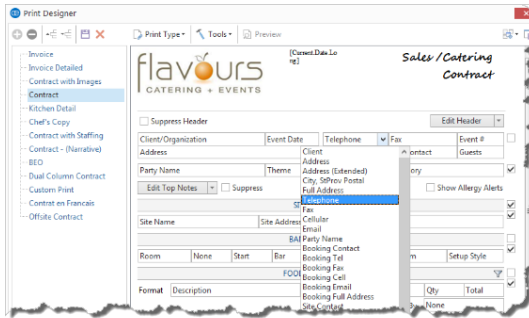 Print Designer
Print Type Tools Preview
Invoice
Invoice Detailed
Contract with Images
Contract
Kitchen Detail
Chef's Copy
Contract with Staffing
Contract - (Narrative)
BEO
Dual Column Contract
Custom Print
Contrat en Francais
Offsite Contract
flavours
CATERING + EVENTS
[Current.Date.Lo
ng]
Sales / Catering
Contract
Suppress Header Edit Header
Client/Organization Event Date Telephone Fax Event #
Address Guests
Party Name Theme
Edit Top Notes Suppress Show Allergy Alerts
Site Name Site Address
Room None Start Bar Setup Style
Format Description Qty Total
None
Client
Address
Address (Extended)
City, StProv Postal
Full Address
Telephone
Fax
Cellular
Email
Party Name
Booking Contact
Booking Tel
Booking Fax
Booking Cell
Booking Email
Booking Full Address
Site Contact